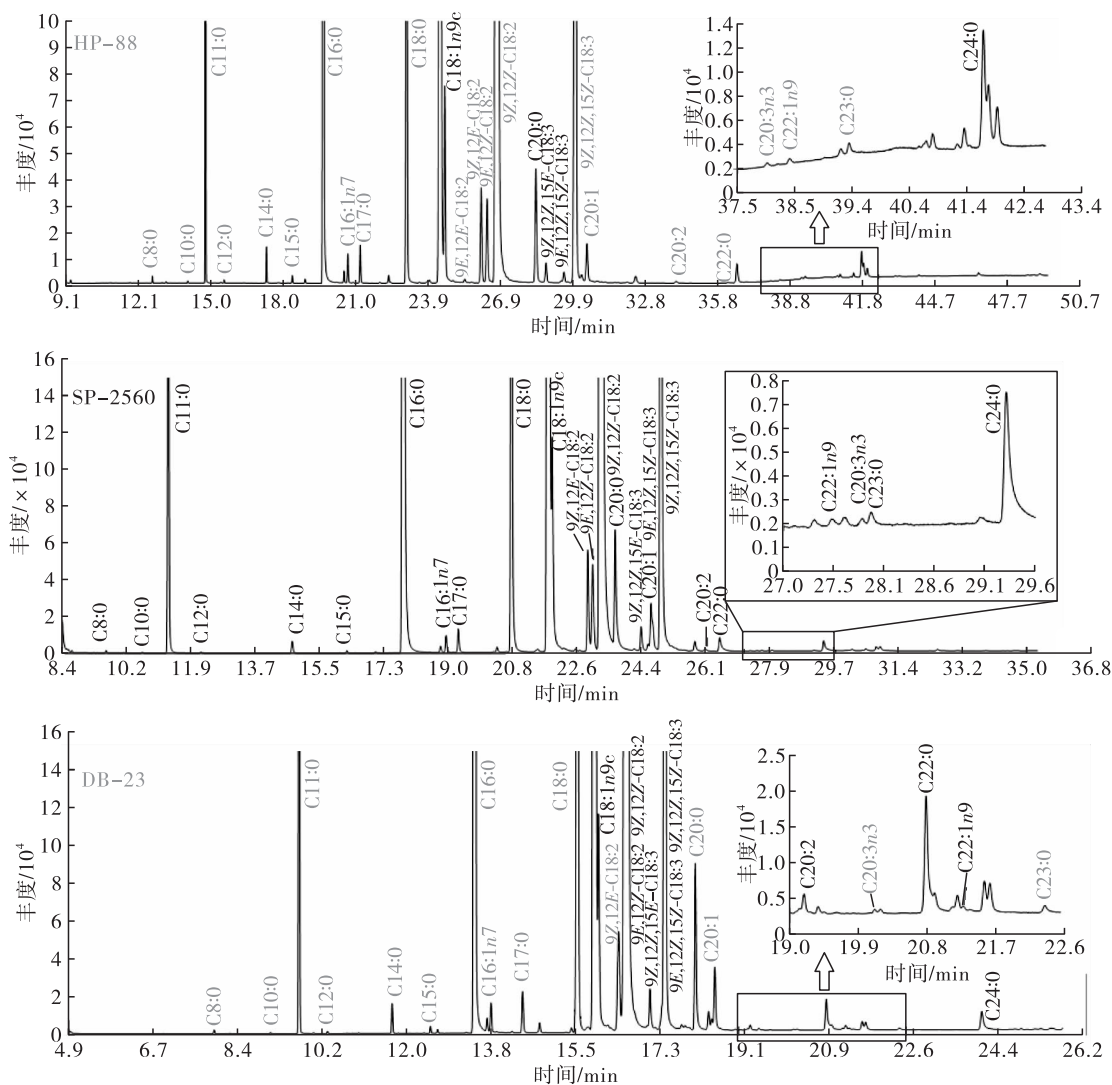 HP-88
丰度/10⁴
10
9
8
7
6
5
4
3
2
1
0
C8:0
C10:0
C11:0
C12:0
C14:0
C15:0
C16:0
C16:1n7
C17:0
C18:0
C18:1n9c
9E,12E-C18:2
9Z,12E-C18:2
9E,12Z-C18:2
9Z,12Z-C18:2
C20:0
9Z,12Z,15E-C18:3
9E,12Z,15Z-C18:3
9Z,12Z,15Z-C18:3
C20:1
C20:2
C22:0
9.1 12.1 15.0 18.0 21.0 23.9 26.9 29.9 32.8 35.8 38.8 41.8 44.7 47.7 50.7
时间/min
丰度/10⁴
1.4
1.2
1.0
0.8
0.6
0.4
0.2
0
C20:3n3
C22:1n9
C23:0
C24:0
37.5 38.5 39.4 40.4 41.4 42.4 43.4
时间/min
SP-2560
丰度/×10⁴
16
14
12
10
8
6
4
2
0
C8:0
C10:0
C11:0
C12:0
C14:0
C15:0
C16:0
C16:1n7
C17:0
C18:0
C18:1n9c
9Z,12E-C18:2
9E,12Z-C18:2
C20:0
9Z,12Z-C18:2
9Z,12Z,15E-C18:3
C20:1
9E,12Z,15Z-C18:3
9Z,12Z,15Z-C18:3
C20:2
C22:0
8.4 10.2 11.9 13.7 15.5 17.3 20.8 22.6 24.4 26.1 27.9 29.7 31.4 33.2 35.0 36.8
时间/min
丰度/×10⁴
0.8
0.7
0.6
0.5
0.4
0.3
0.2
0.1
0
C22:1n9
C20:3n3
C23:0
C24:0
27.0 27.5 28.1 28.6 29.2 29.6
时间/min
DB-23
丰度/10⁴
16
14
12
10
8
6
4
2
0
C8:0
C10:0
C11:0
C12:0
C14:0
C15:0
C16:0
C16:1n7
C17:0
C18:0
C18:1n9c
9Z,12E-C18:2
9E,12Z-C18:2 9Z,12Z-C18:2
9Z,12Z,15E-C18:3
9E,12Z,15Z-C18:3 9Z,12Z,15Z-C18:3
C20:0
C20:1
C24:0
4.9 6.7 8.4 10.2 12.0 13.8 15.5 17.3 19.1 20.9 22.6 24.4 26.2
时间/min
丰度/10⁴
2.5
2.0
1.5
1.0
0.5
0
C20:2
C20:3n3
C22:0
C22:1n9
C23:0
19.0 19.9 20.8 21.7 22.6
时间/min